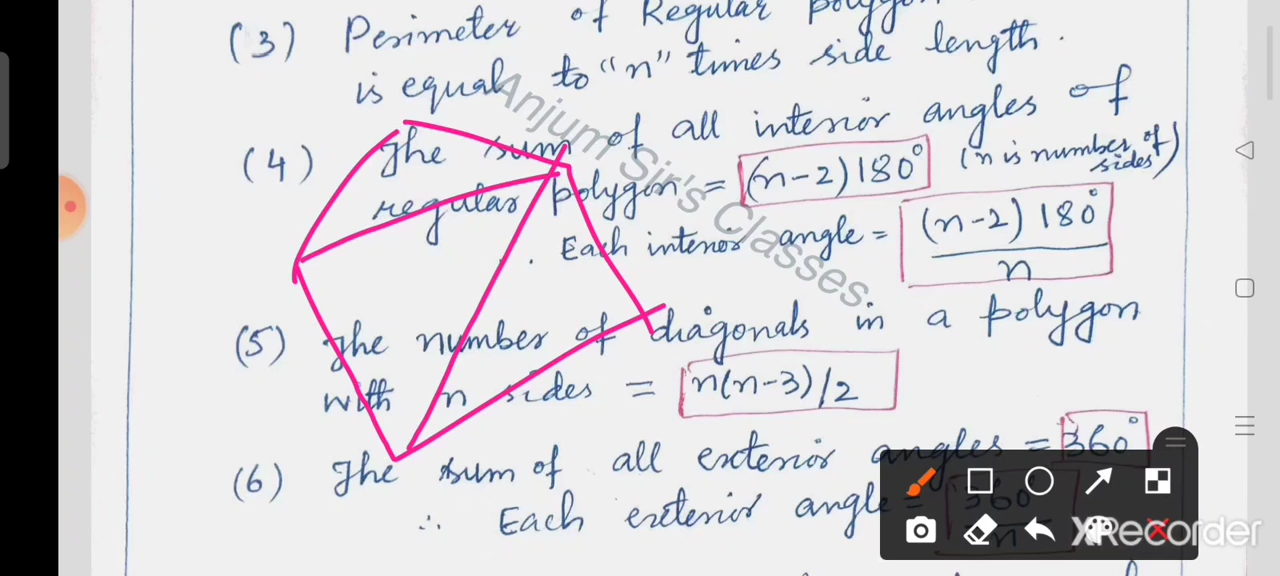 (3) Perimeter of Regular polygon
is equal to "n" times side length.
(4) The sum of all interior angles of
regular polygon = (n-2)180° (n is number of sides)
Each interior angle = (n-2)180°/n
(5) The number of diagonals in a polygon
with n sides = n(n-3)/2
(6) The sum of all exterior angles = 360°
∴ Each exterior angle = 360°/n
Anjum Sir's Classes
XRecorder